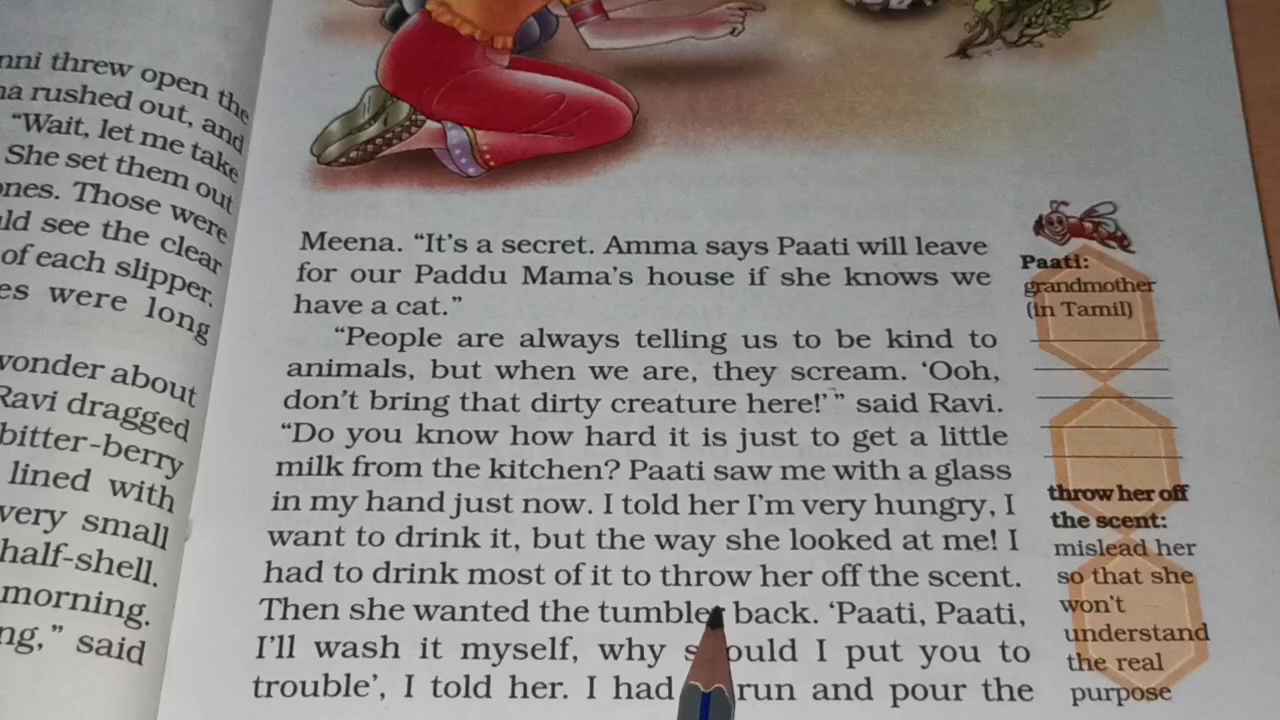 nni threw open the
a rushed out, and
“Wait, let me take
She set them out
ones. Those were
ld see the clear
of each slipper.
es were long
wonder about
Ravi dragged
bitter-berry
lined with
very small
half-shell.
morning.
ng,” said
Meena. “It’s a secret. Amma says Paati will leave
for our Paddu Mama’s house if she knows we
have a cat.”
“People are always telling us to be kind to
animals, but when we are, they scream. ‘Ooh,
don’t bring that dirty creature here!’” said Ravi.
“Do you know how hard it is just to get a little
milk from the kitchen? Paati saw me with a glass
in my hand just now. I told her I’m very hungry, I
want to drink it, but the way she looked at me! I
had to drink most of it to throw her off the scent.
Then she wanted the tumbler back. ‘Paati, Paati,
I’ll wash it myself, why should I put you to
trouble’, I told her. I had run and pour the
Paati:
grandmother
(in Tamil)
throw her off
the scent:
mislead her
so that she
won’t
understand
the real
purpose